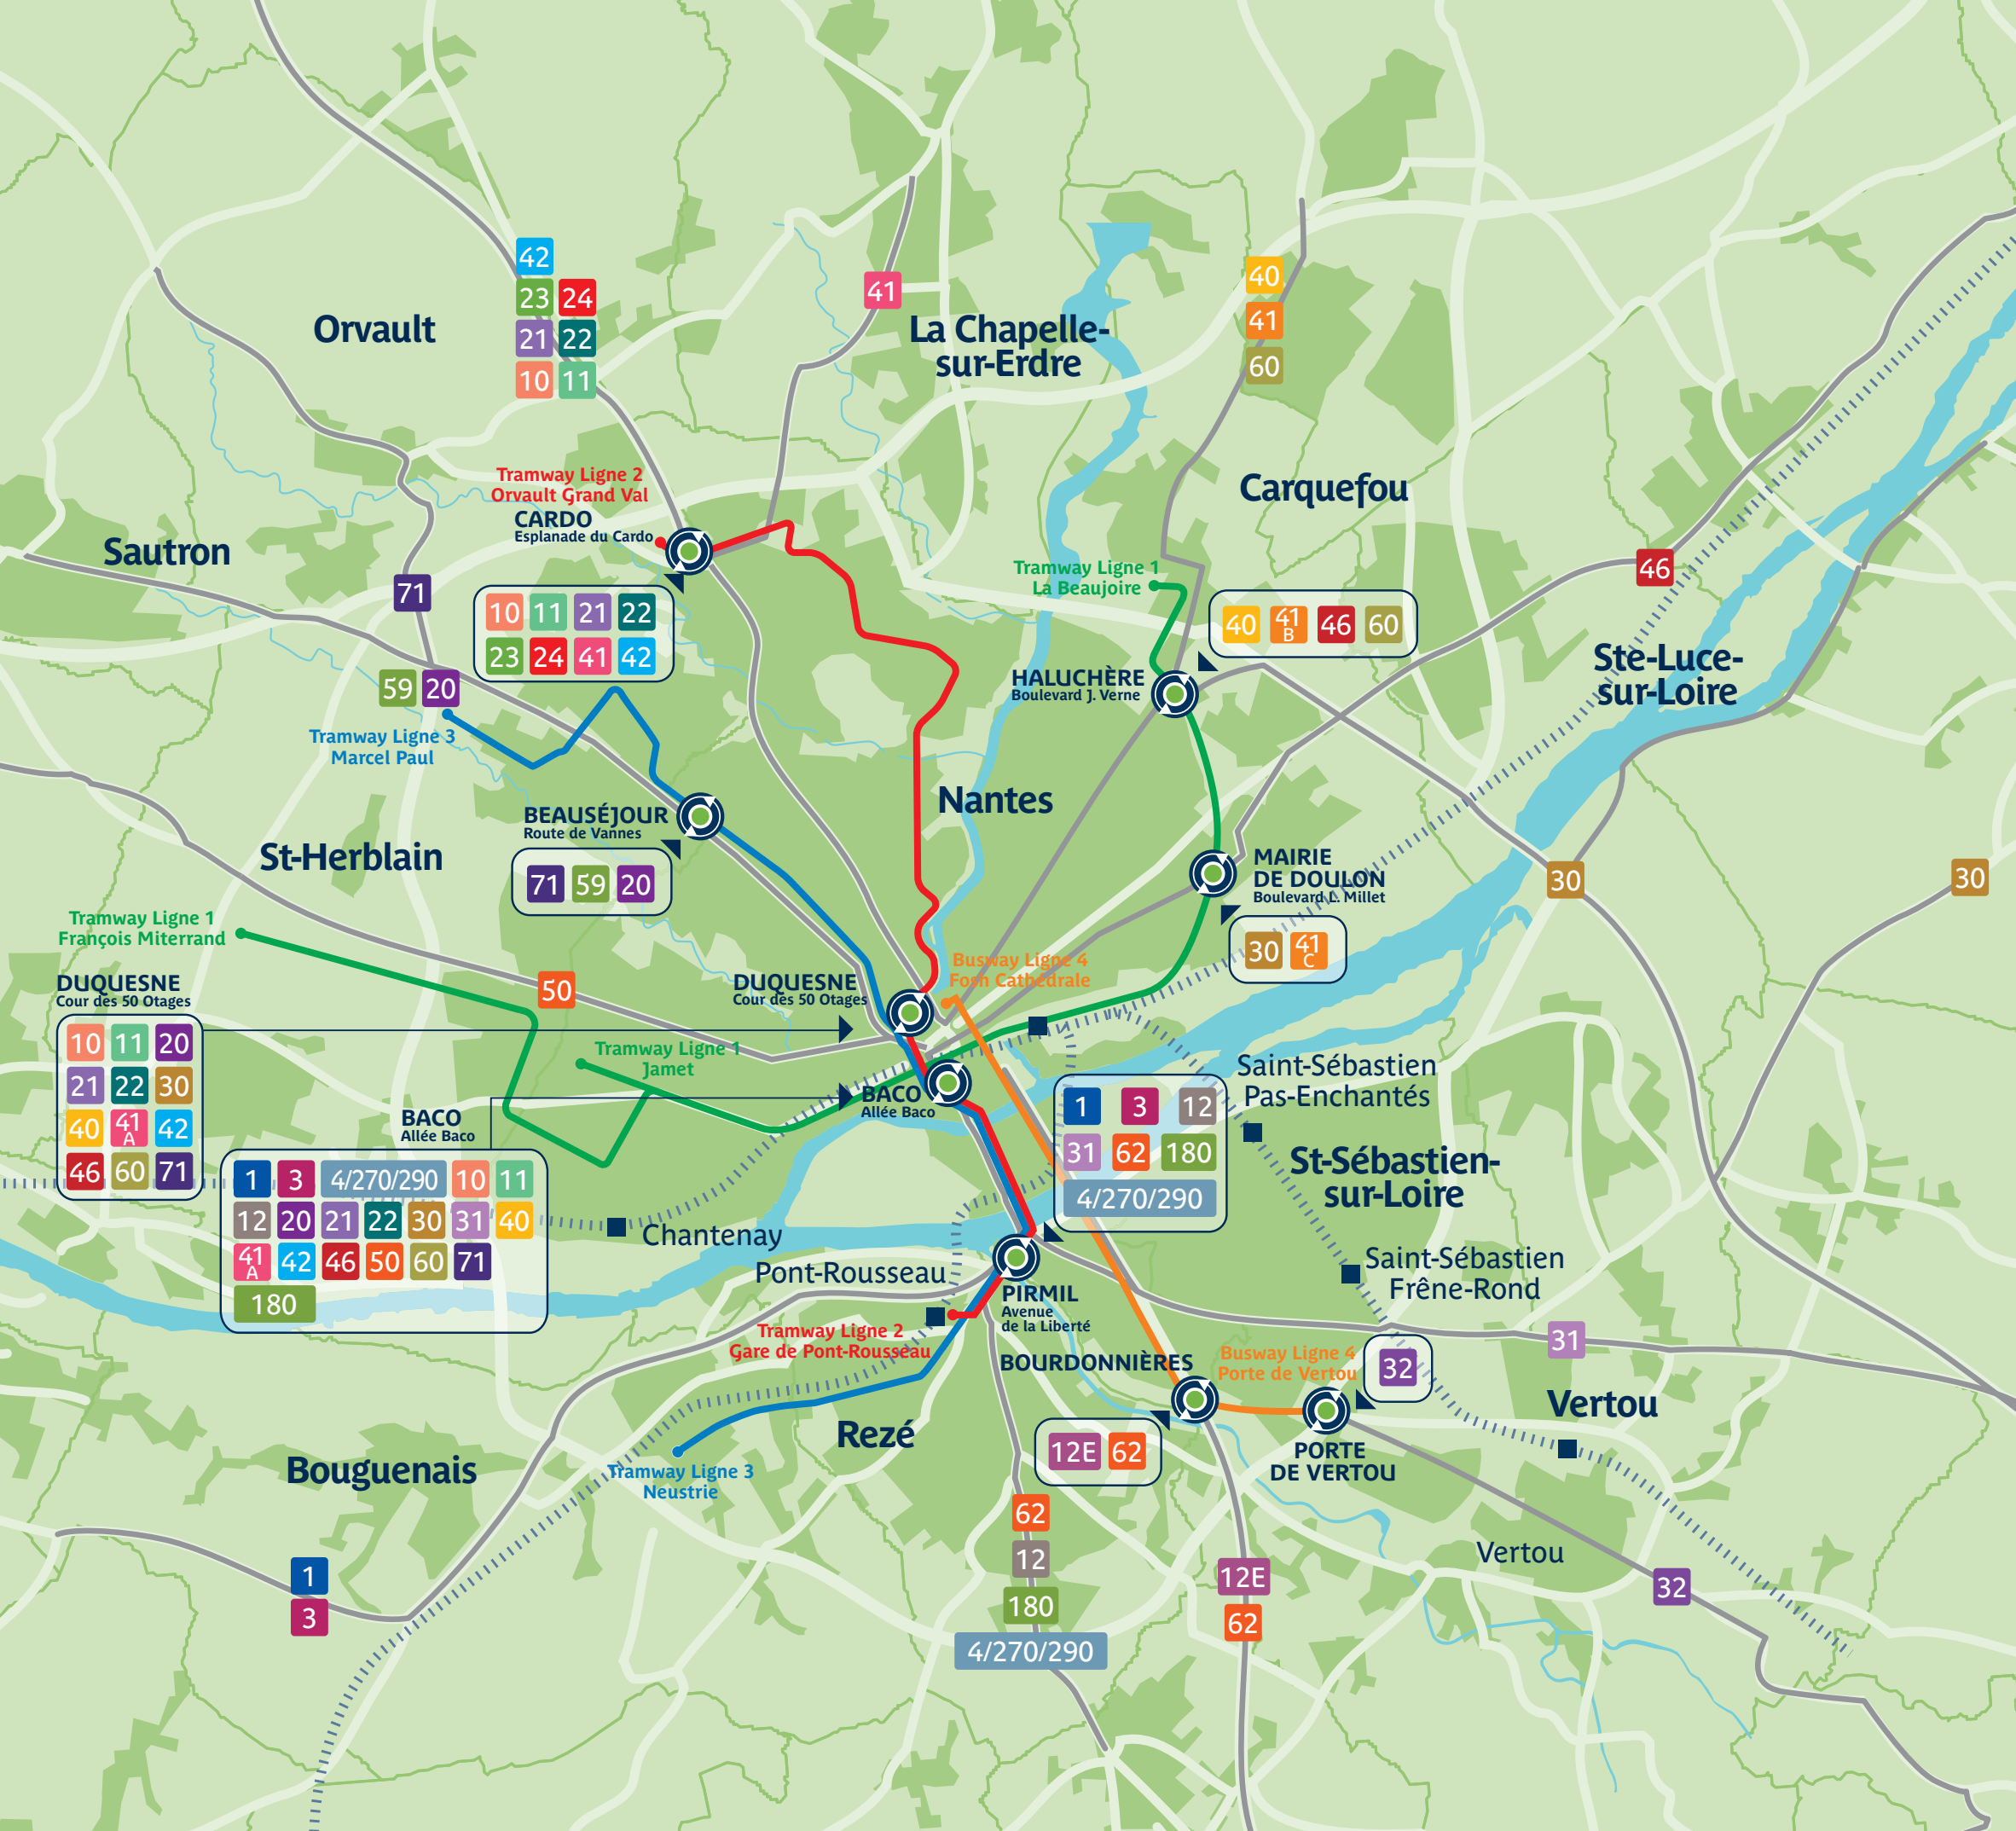 42
23 24
21 22
10 11
Orvault
41
La Chapelle-
sur-Erdre
40
41
60
Tramway Ligne 2
Orvault Grand Val
CARDO
Esplanade du Cardo
Carquefou
Sautron
71
10 11 21 22
23 24 41 42
Tramway Ligne 1
La Beaujoire
40 41 B 46 60
46
Ste-Luce-
sur-Loire
HALUCHÈRE
Boulevard J. Verne
59 20
Tramway Ligne 3
Marcel Paul
Nantes
BEAUSÉJOUR
Route de Vannes
71 59 20
St-Herblain
MAIRIE
DE DOULON
Boulevard L. Millet
30 41 C
30
30
Tramway Ligne 1
François Miterrand
50
DUQUESNE
Cour des 50 Otages
Busway Ligne 4
Foch Cathédrale
DUQUESNE
Cour des 50 Otages
10 11 20
21 22 30
40 41 A 42
46 60 71
Tramway Ligne 1
Jamet
BACO
Allée Baco
BACO
Allée Baco
1 3 4/270/290 10 11
12 20 21 22 30 31 40
41 A 42 46 50 60 71
180
1 3 12
31 62 180
4/270/290
Saint-Sébastien
Pas-Enchantés
St-Sébastien-
sur-Loire
Chantenay
Pont-Rousseau
Saint-Sébastien
Frêne-Rond
PIRMIL
Avenue
de la Liberté
Tramway Ligne 2
Gare de Pont-Rousseau
31
BOURDONNIÈRES
Busway Ligne 4
Porte de Vertou
32
Vertou
Rezé
12E 62
PORTE
DE VERTOU
Bouguenais
Tramway Ligne 3
Neustrie
62
12
180
4/270/290
12E
62
Vertou
32
1
3